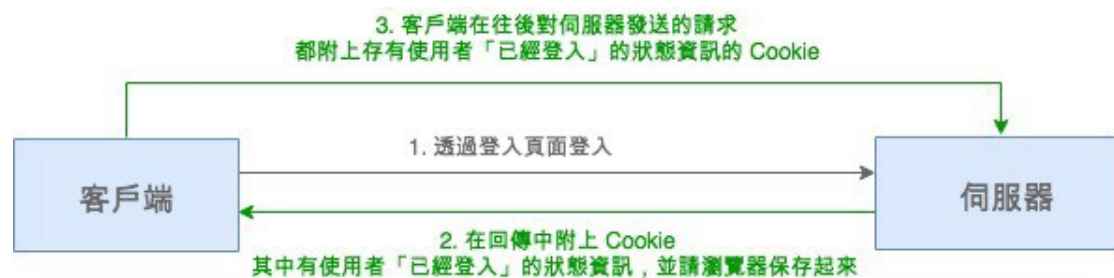 3. 客戶端在往後對伺服器發送的請求
都附上存有使用者「已經登入」的狀態資訊的 Cookie
1. 透過登入頁面登入
客戶端
伺服器
2. 在回傳中附上 Cookie
其中有使用者「已經登入」的狀態資訊，並請瀏覽器保存起來